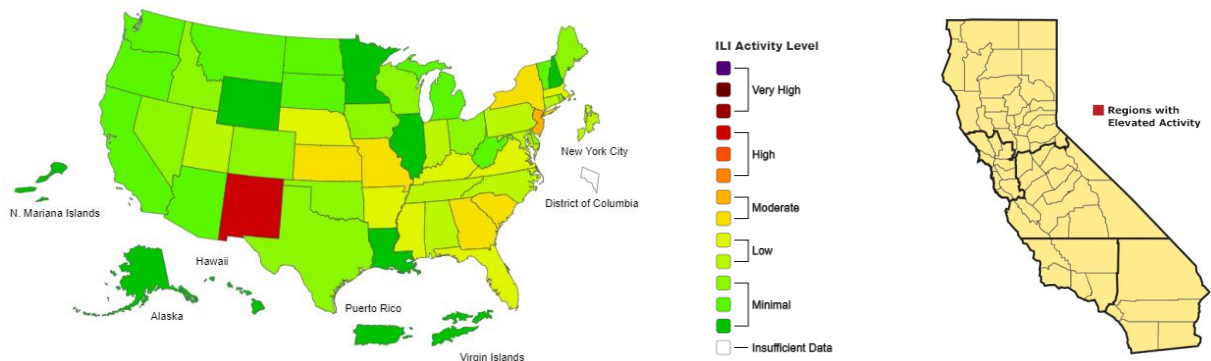 ILI Activity Level
Very High
High
Moderate
Low
Minimal
Insufficient Data
New York City
District of Columbia
N. Mariana Islands
Hawaii
Alaska
Puerto Rico
Virgin Islands
Regions with
Elevated Activity